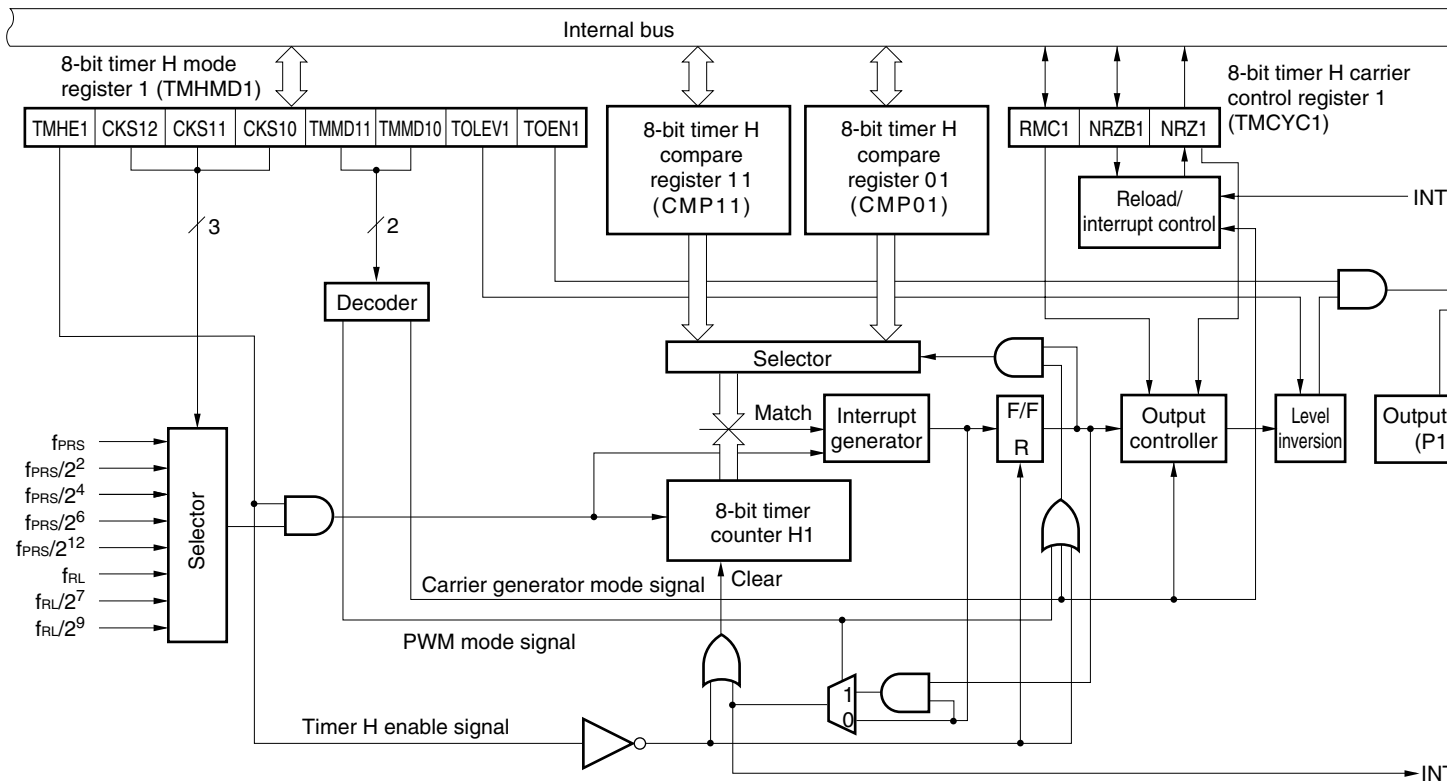 Internal bus
8-bit timer H mode
register 1 (TMHMD1)
8-bit timer H carrier
control register 1
(TMCYC1)
TMHE1 CKS12 CKS11 CKS10 TMMD11 TMMD10 TOLEV1 TOEN1
8-bit timer H
compare
register 11
(CMP11)
8-bit timer H
compare
register 01
(CMP01)
RMC1 NRZB1 NRZ1
Reload/
interrupt control
INT
3
2
Decoder
Selector
Match
Interrupt
generator
F/F
R
Output
controller
Level
inversion
Output
(P1
fPRS
fPRS/2²
fPRS/2⁴
fPRS/2⁶
fPRS/2¹²
fRL
fRL/2⁷
fRL/2⁹
Selector
8-bit timer
counter H1
Clear
Carrier generator mode signal
PWM mode signal
1
0
Timer H enable signal
INT